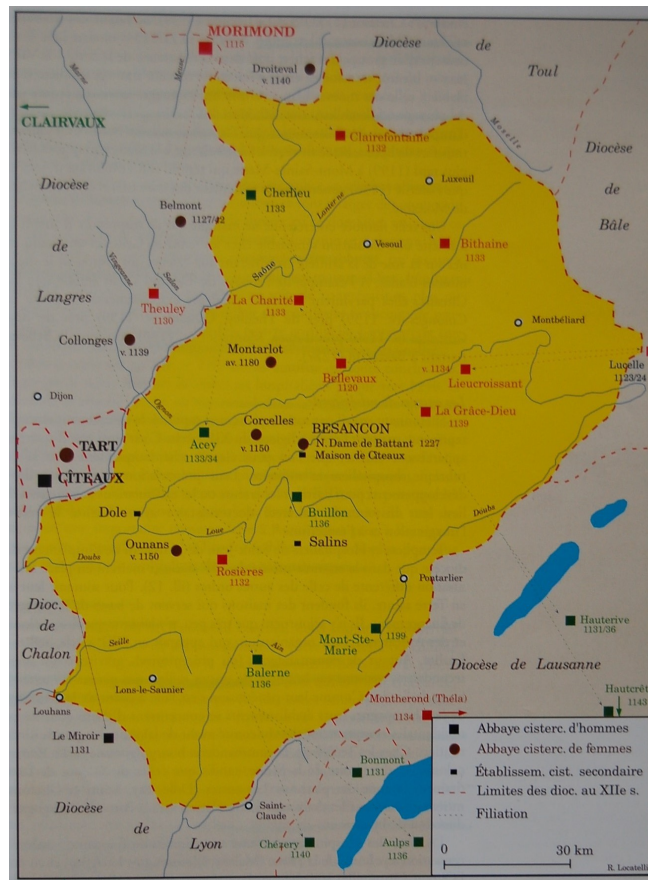 MORIMOND
1115
Diocèse
de
Toul
Droiteval
v. 1140
Marne
Moselle
CLAIRVAUX
Clairefontaine
1132
Diocèse
de
Bâle
Diocèse
de
Langres
Luxeuil
Cherlieu
1133
Belmont
1127/42
Lanterne
Vesoul
Bithaine
1133
Vingeanne
Salon
Saône
Theuley
1130
La Charité
1133
Montbéliard
Collonges
v. 1139
Montarlot
av. 1180
Bellevaux
1120
v. 1134
Lieucroissant
Lucelle
1123/24
Dijon
Ognon
La Grâce-Dieu
1139
Acey
1133/34
Corcelles
v. 1150
BESANCON
N. Dame de Battant 1227
Maison de Cîteaux
TART
CÎTEAUX
Buillon
1136
Dole
Loue
Doubs
Doubs
Ounans
v. 1150
Salins
Rosières
1132
Pontarlier
Dioc.
de
Chalon
Hauterive
1131/36
Mont-Ste-
Marie
1199
Seille
Ain
Balerne
1136
Diocèse de Lausanne
Lons-le-Saunier
Louhans
Hautcrêt
1143
Montherond (Théla)
1134
Le Miroir
1131
Bonmont
1131
Diocèse
de
Lyon
Saint-
Claude
Chézery
1140
Aulps
1136
Abbaye cisterc. d'hommes
Abbaye cisterc. de femmes
Établissem. cist. secondaire
Limites des dioc. au XIIe s.
Filiation
0
30 km
R. Locatelli